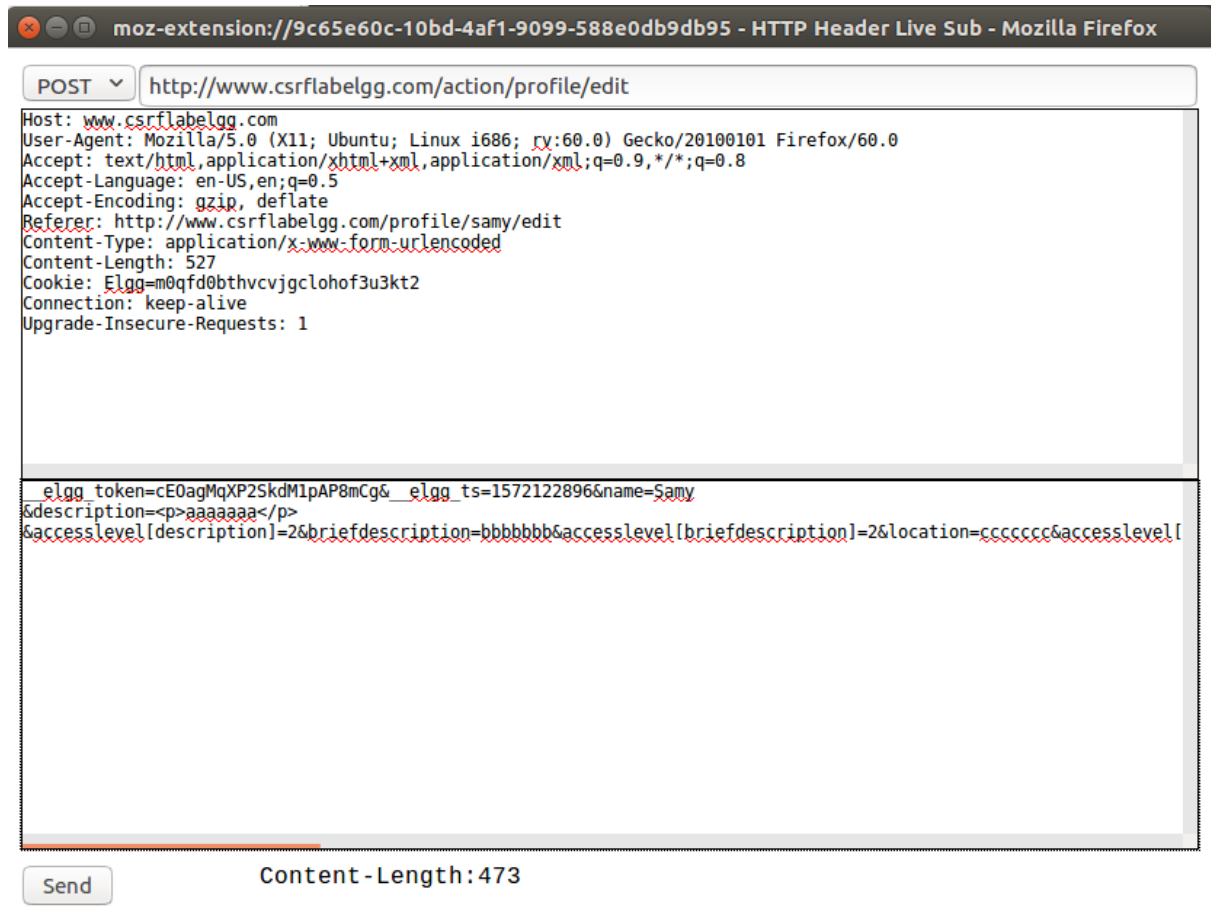 moz-extension://9c65e60c-10bd-4af1-9099-588e0db9db95 - HTTP Header Live Sub - Mozilla Firefox
POST http://www.csrflabelgg.com/action/profile/edit
Host: www.csrflabelgg.com
User-Agent: Mozilla/5.0 (X11; Ubuntu; Linux i686; rv:60.0) Gecko/20100101 Firefox/60.0
Accept: text/html,application/xhtml+xml,application/xml;q=0.9,*/*;q=0.8
Accept-Language: en-US,en;q=0.5
Accept-Encoding: gzip, deflate
Referer: http://www.csrflabelgg.com/profile/samy/edit
Content-Type: application/x-www-form-urlencoded
Content-Length: 527
Cookie: Elgg=m0qfd0bthvcvjgclohof3u3kt2
Connection: keep-alive
Upgrade-Insecure-Requests: 1
__elgg_token=cEOagMqXP2SkdM1pAP8mCg&__elgg_ts=1572122896&name=Samy
&description=<p>aaaaaaa</p>
&accesslevel[description]=2&briefdescription=bbbbbbb&accesslevel[briefdescription]=2&location=ccccccc&accesslevel[
Send Content-Length:473